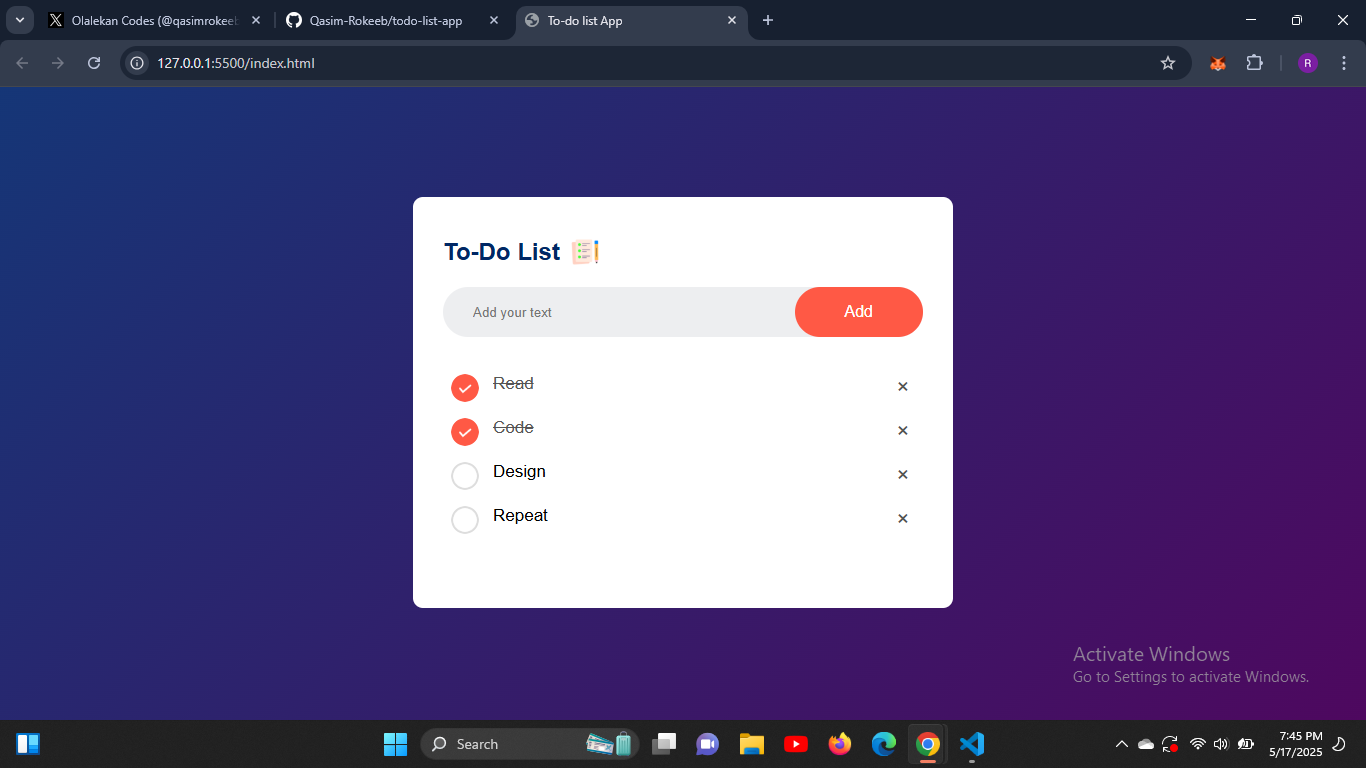 Olalekan Codes (@qasimrokeeb
Qasim-Rokeeb/todo-list-app
To-do list App
127.0.0.1:5500/index.html
R
To-Do List
Add your text
Add
Read
Code
Design
Repeat
Activate Windows
Go to Settings to activate Windows.
Search
7:45 PM
5/17/2025